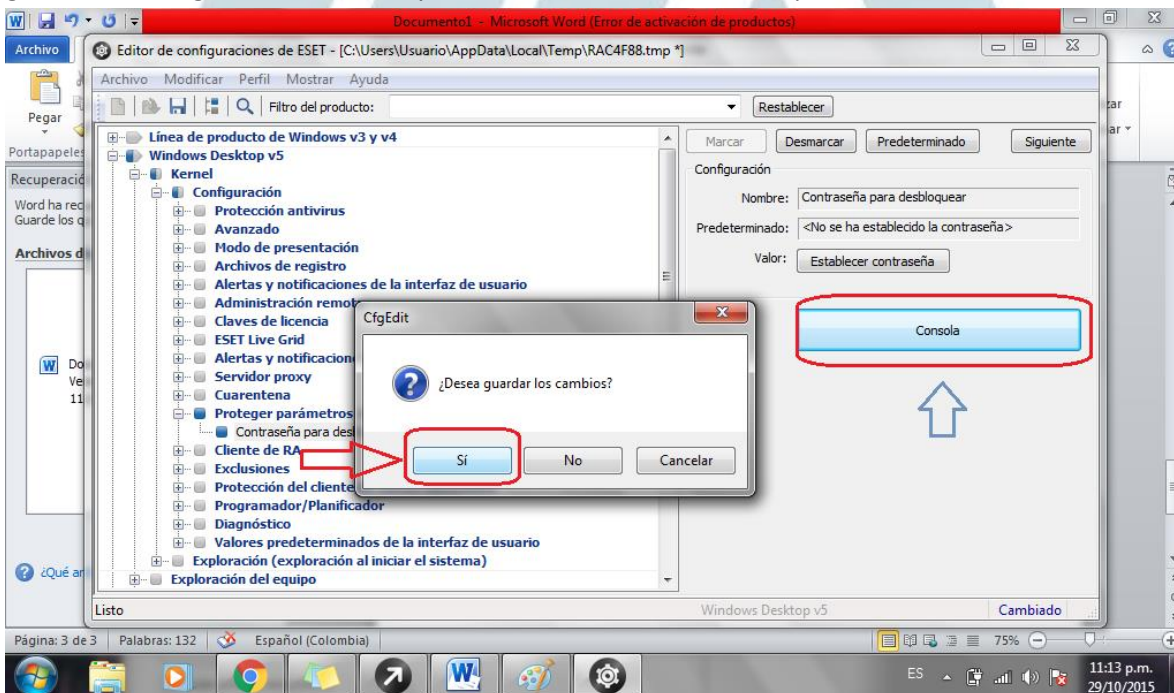 Documento1 - Microsoft Word (Error de activación de productos)
Archivo
Editor de configuraciones de ESET - [C:\Users\Usuario\AppData\Local\Temp\RAC4F88.tmp *]
Archivo Modificar Perfil Mostrar Ayuda
Pegar
Filtro del producto:
Restablecer
Portapapeles
Línea de producto de Windows v3 y v4
Marcar Desmarcar Predeterminado Siguiente
Windows Desktop v5
Kernel
Configuración
Configuración
Nombre: Contraseña para desbloquear
Protección antivirus
Avanzado
Predeterminado: <No se ha establecido la contraseña>
Modo de presentación
Archivos de registro
Valor: Establecer contraseña
Alertas y notificaciones de la interfaz de usuario
Administración
Claves de licencia
ESET Live Grid
Consola
Servidor proxy
Cuarentena
Proteger parámetros
Contraseña para
Cliente de RA
Exclusiones
Protección del cliente
Programador/Planificador
Diagnóstico
Valores predeterminados de la interfaz de usuario
Exploración (exploración al iniciar el sistema)
Exploración del equipo
CfgEdit
¿Desea guardar los cambios?
Sí No Cancelar
Word ha
Guarde los
11
¿Qué
Listo
Windows Desktop v5
Cambiado
Página: 3 de 3 Palabras: 132 Español (Colombia) 75%
ES
11:13 p.m.
29/10/2015